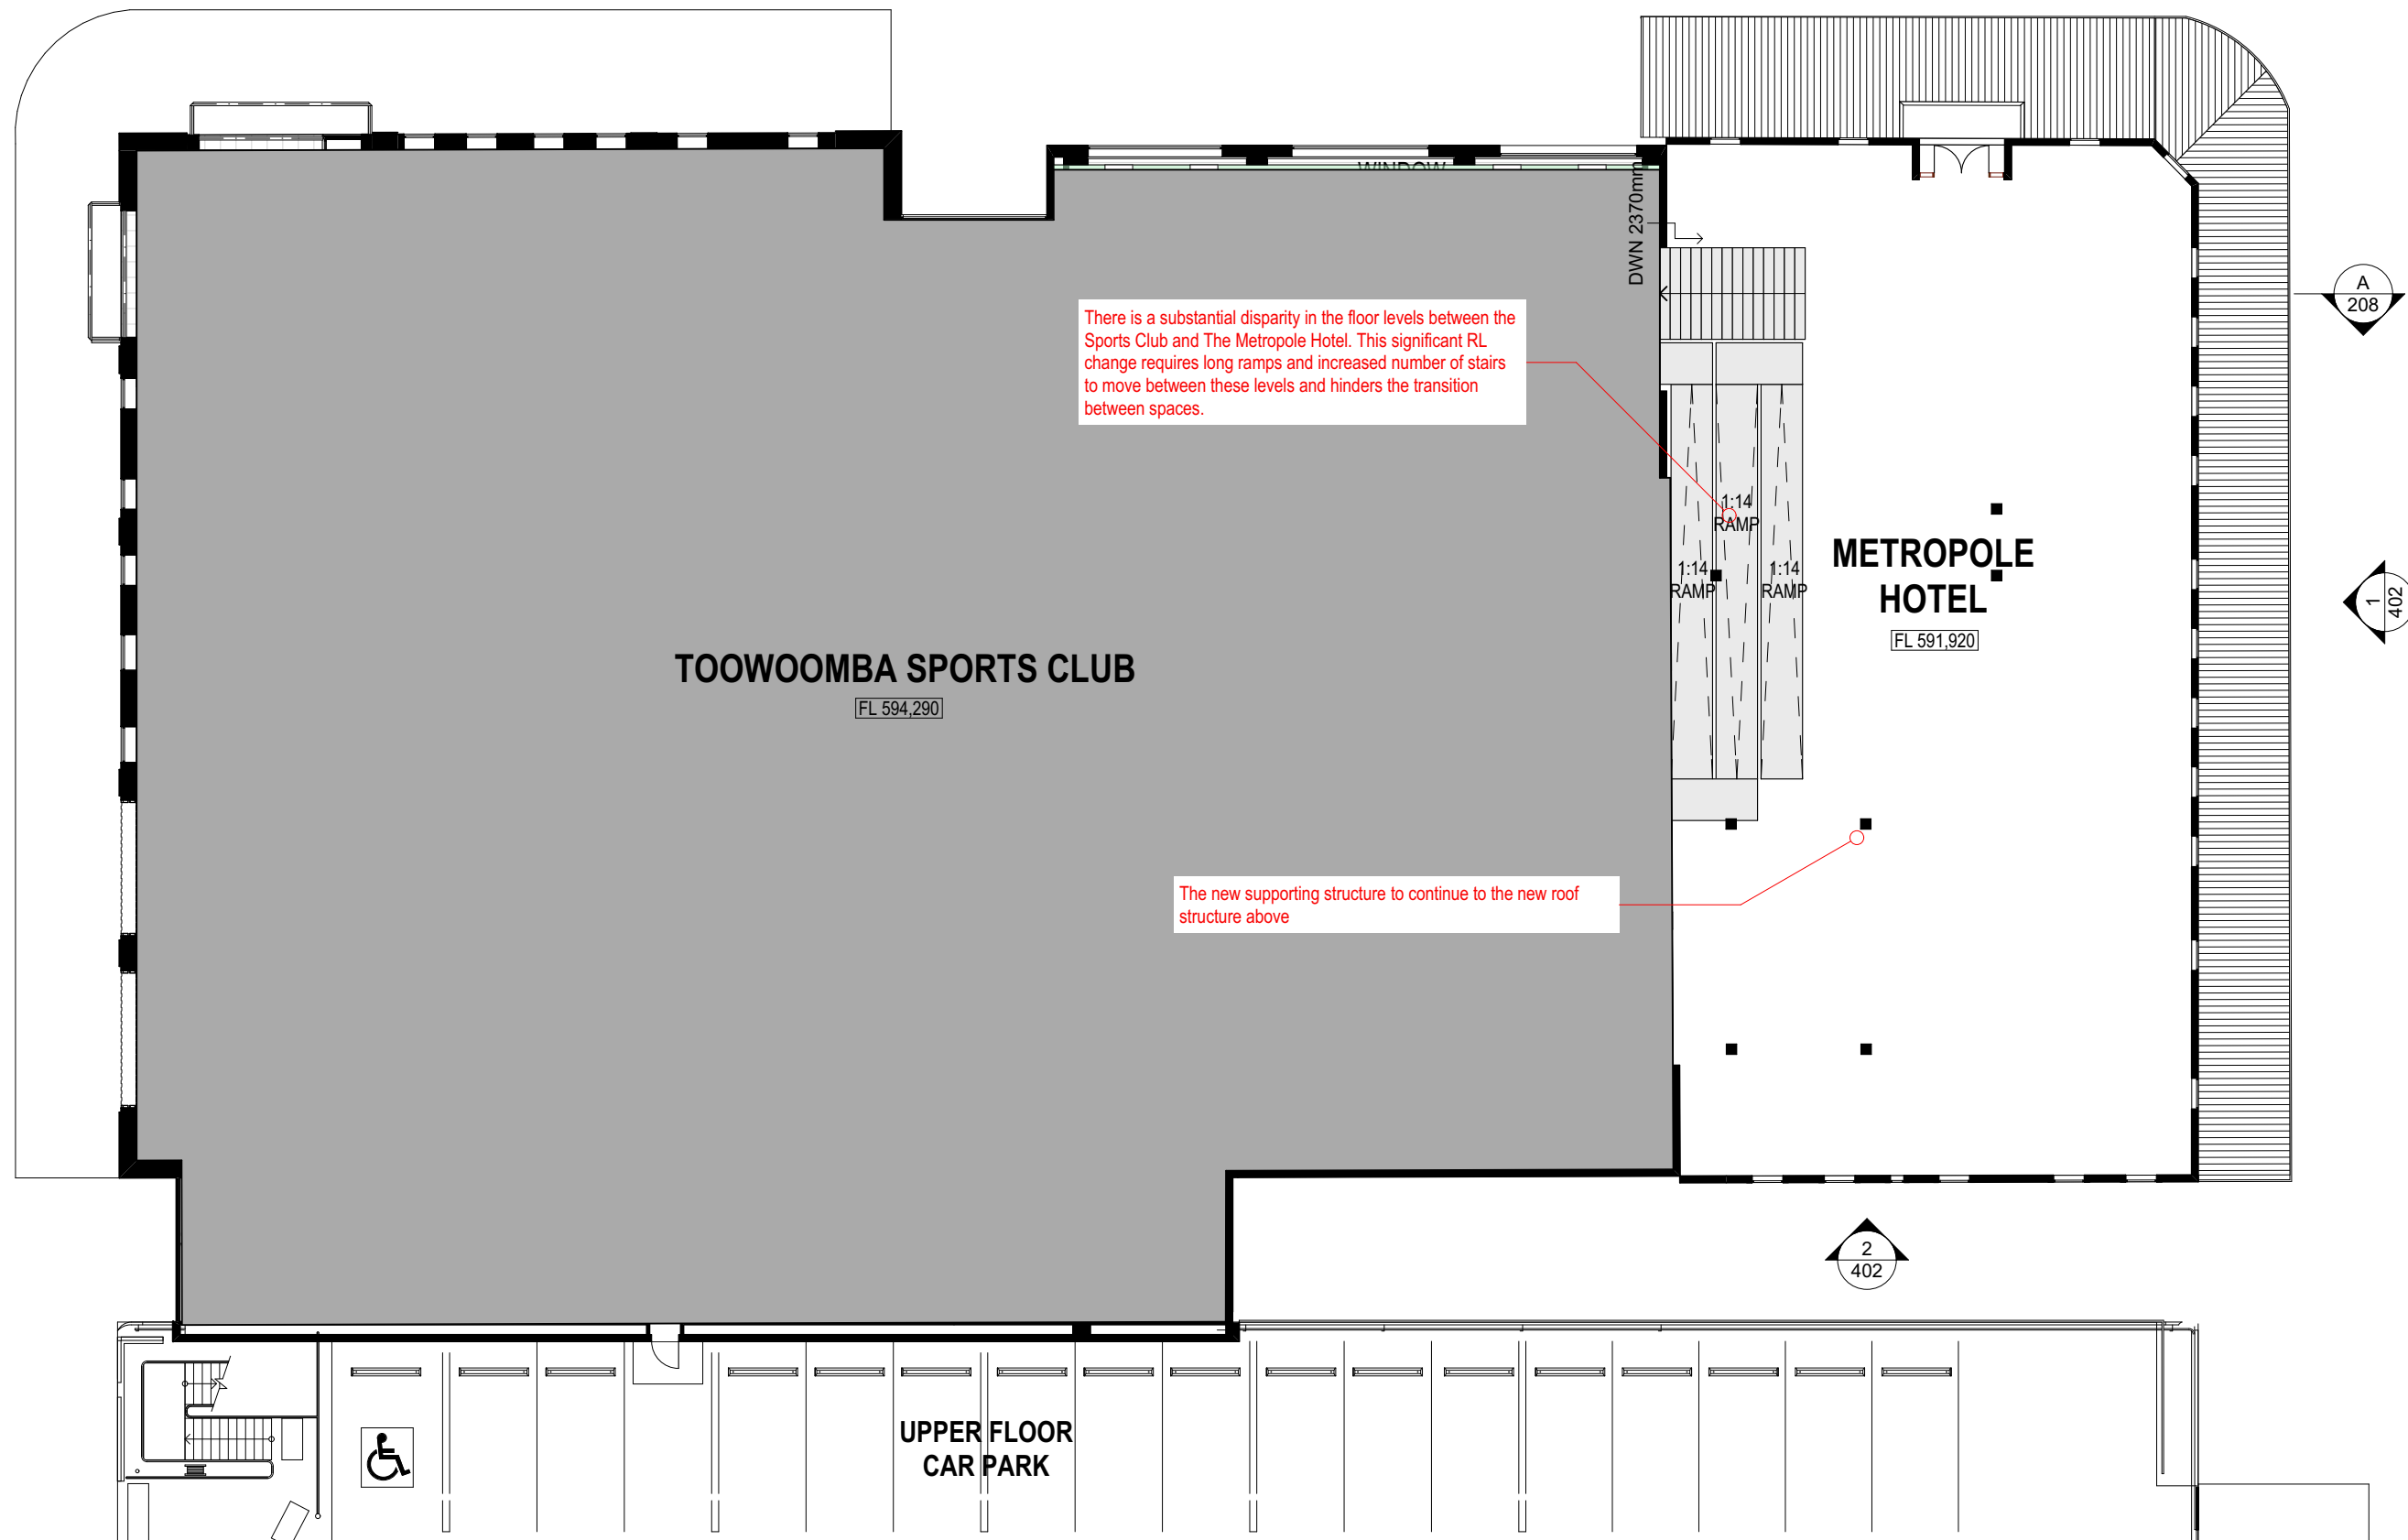 WINDOW
DWN 2370mm
A
208
There is a substantial disparity in the floor levels between the
Sports Club and The Metropole Hotel. This significant RL
change requires long ramps and increased number of stairs
to move between these levels and hinders the transition
between spaces.
1:14
RAMP
1:14
RAMP
1:14
RAMP
METROPOLE
HOTEL
FL 591,920
1
402
TOOWOOMBA SPORTS CLUB
FL 594,290
The new supporting structure to continue to the new roof
structure above
2
402
UPPER FLOOR
CAR PARK